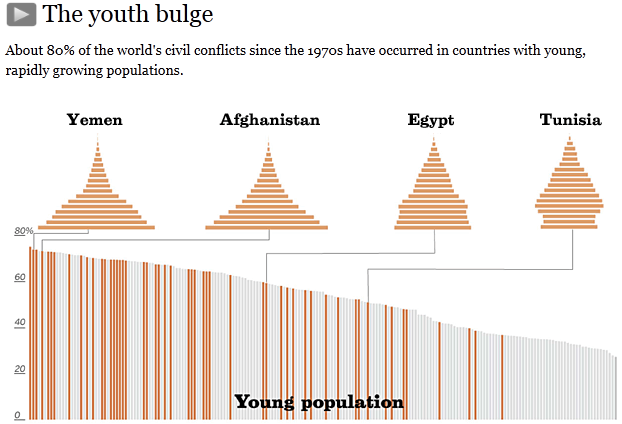 The youth bulge
About 80% of the world's civil conflicts since the 1970s have occurred in countries with young,
rapidly growing populations.
Yemen Afghanistan Egypt Tunisia
80%
60
40
20
0
Young population